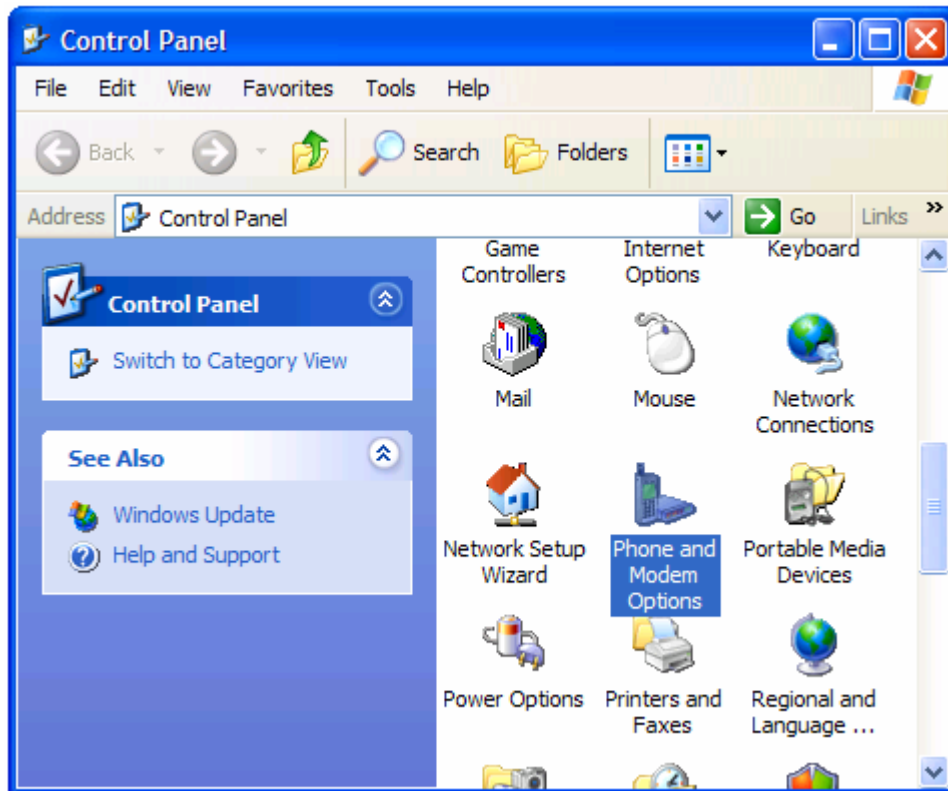 Control Panel
File Edit View Favorites Tools Help
Back Search Folders
Address Control Panel Go Links »
Control Panel
Switch to Category View
See Also
Windows Update
Help and Support
Game Controllers
Internet Options
Keyboard
Mail
Mouse
Network
Connections
Network Setup
Wizard
Phone and
Modem
Options
Portable Media
Devices
Power Options
Printers and
Faxes
Regional and
Language ...